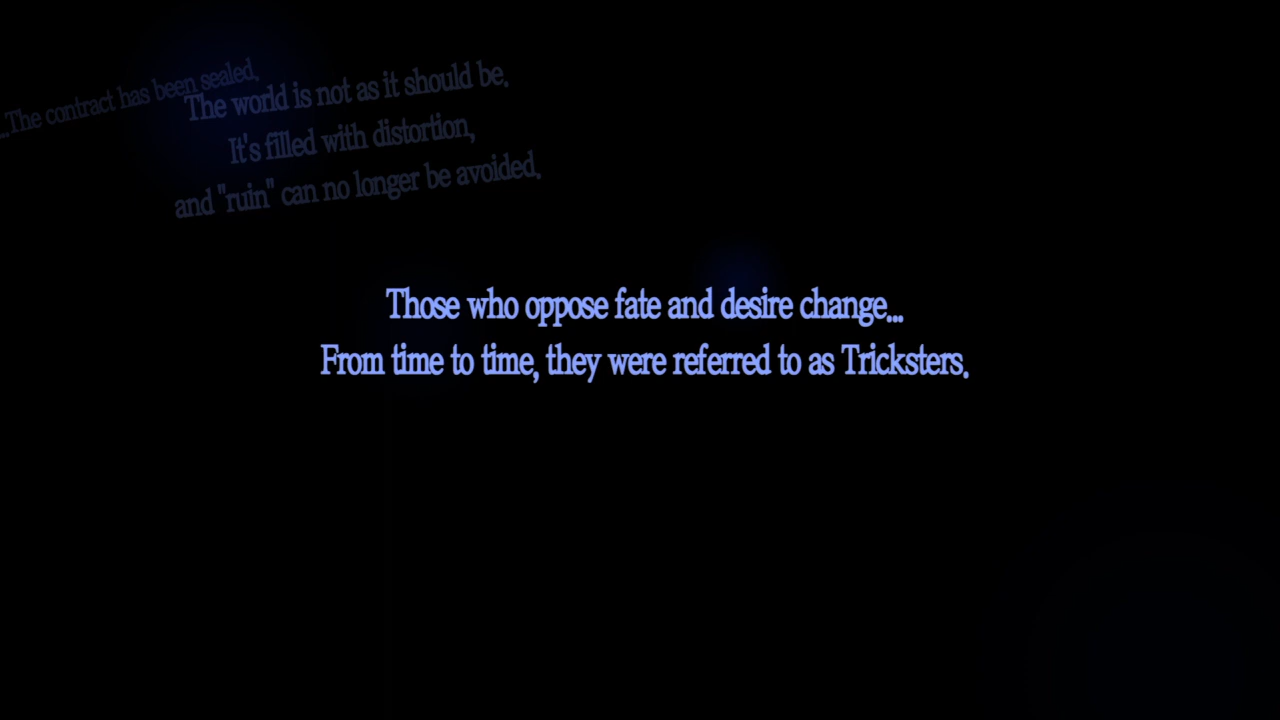 ...The contract has been sealed,
The world is not as it should be.
It's filled with distortion,
and "ruin" can no longer be avoided.
Those who oppose fate and desire change...
From time to time, they were referred to as Tricksters.